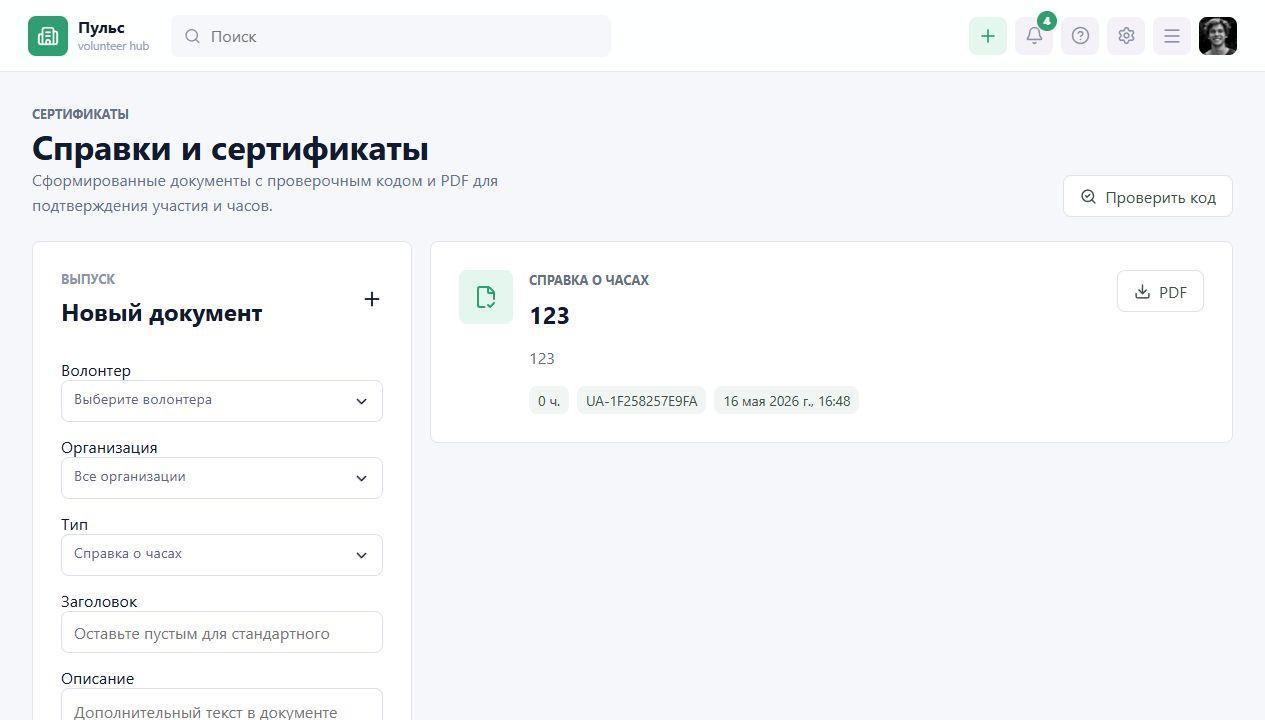 Пульс
volunteer hub
Поиск
4
СЕРТИФИКАТЫ
Справки и сертификаты
Сформированные документы с проверочным кодом и PDF для
подтверждения участия и часов.
Проверить код
ВЫПУСК
Новый документ
Волонтер
Выберите волонтера
Организация
Все организации
Тип
Справка о часах
Заголовок
Оставьте пустым для стандартного
Описание
Дополнительный текст в документе
СПРАВКА О ЧАСАХ
123
123
0 ч.
UA-1F258257E9FA
16 мая 2026 г., 16:48
PDF